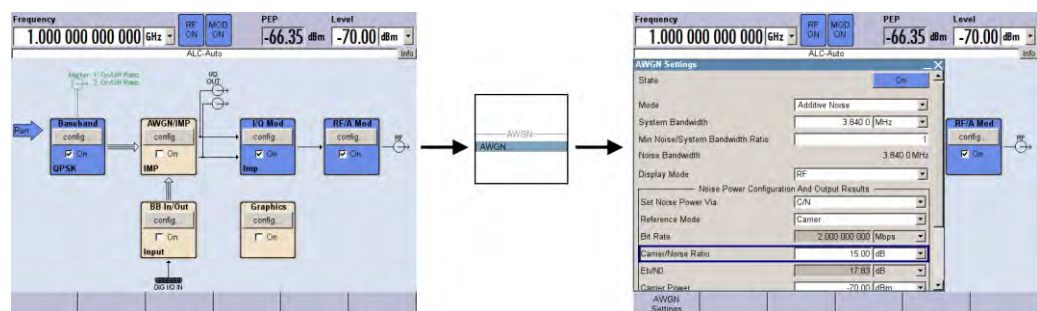 Frequency
PEP
Level
1.000 000 000 000 GHz
RF ON
MOD ON
-66.35 dBm
-70.00 dBm
ALC-Auto
Info
I/Q OUT
Run
Baseband
config...
On
QPSK
AWGN/IMP
config...
On
IMP
I/Q Mod
config...
On
Imp
RF/A Mod
config...
On
RF
BB In/Out
config...
On
Input
Graphics
config...
On
DIG I/Q IN
AWGN
AWGN...
Frequency
PEP
Level
1.000 000 000 000 GHz
RF ON
MOD ON
-66.35 dBm
-70.00 dBm
ALC-Auto
Info
AWGN Settings
State
On
Mode
Additive Noise
System Bandwidth
3.840 0 MHz
Min Noise/System Bandwidth Ratio
1
Noise Bandwidth
3.840 0 MHz
Display Mode
RF
Noise Power Configuration And Output Results
Set Noise Power Via
C/N
Reference Mode
Carrier
Bit Rate
2.000 000 000 Mbps
Carrier/Noise Ratio
15.00 dB
Eb/N0
17.83 dB
Carrier Power
-70.00 dBm
RF/A Mod
config...
On
RF
AWGN Settings